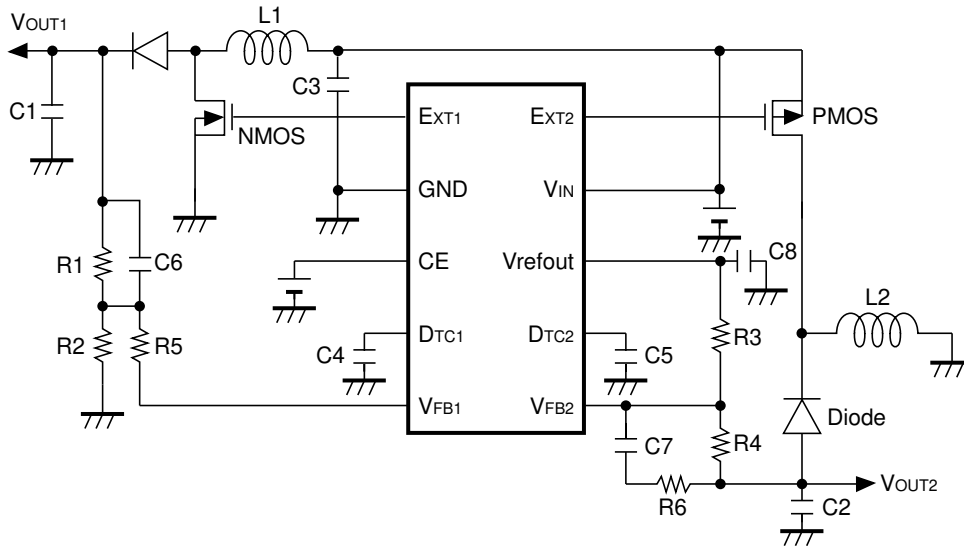 VOUT1
L1
C1
C3
NMOS
EXT1
EXT2
PMOS
GND
VIN
R1
C6
CE
Vrefout
C8
R2
R5
C4
DTC1
DTC2
C5
R3
L2
VFB1
VFB2
C7
R4
Diode
R6
VOUT2
C2